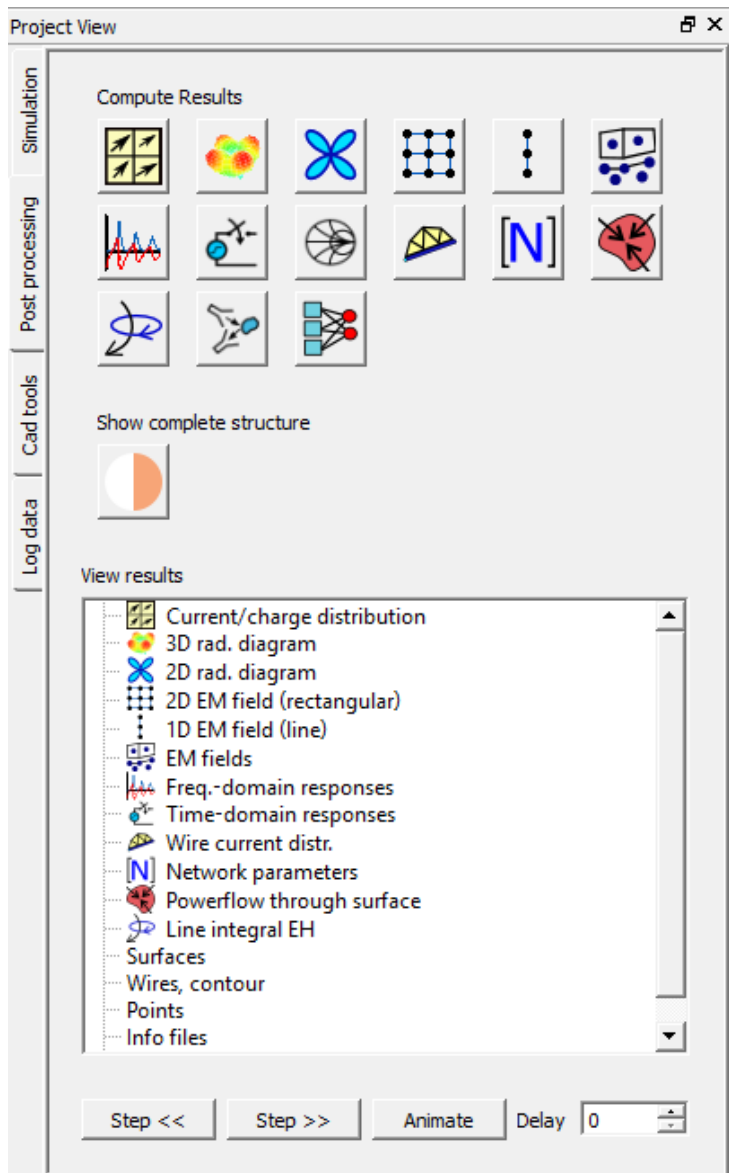 Project View
Simulation
Post processing
Cad tools
Log data
Compute Results
[N]
Show complete structure
View results
Current/charge distribution
3D rad. diagram
2D rad. diagram
2D EM field (rectangular)
1D EM field (line)
EM fields
Freq.-domain responses
Time-domain responses
Wire current distr.
[N] Network parameters
Powerflow through surface
Line integral EH
Surfaces
Wires, contour
Points
Info files
Step << Step >> Animate Delay 0